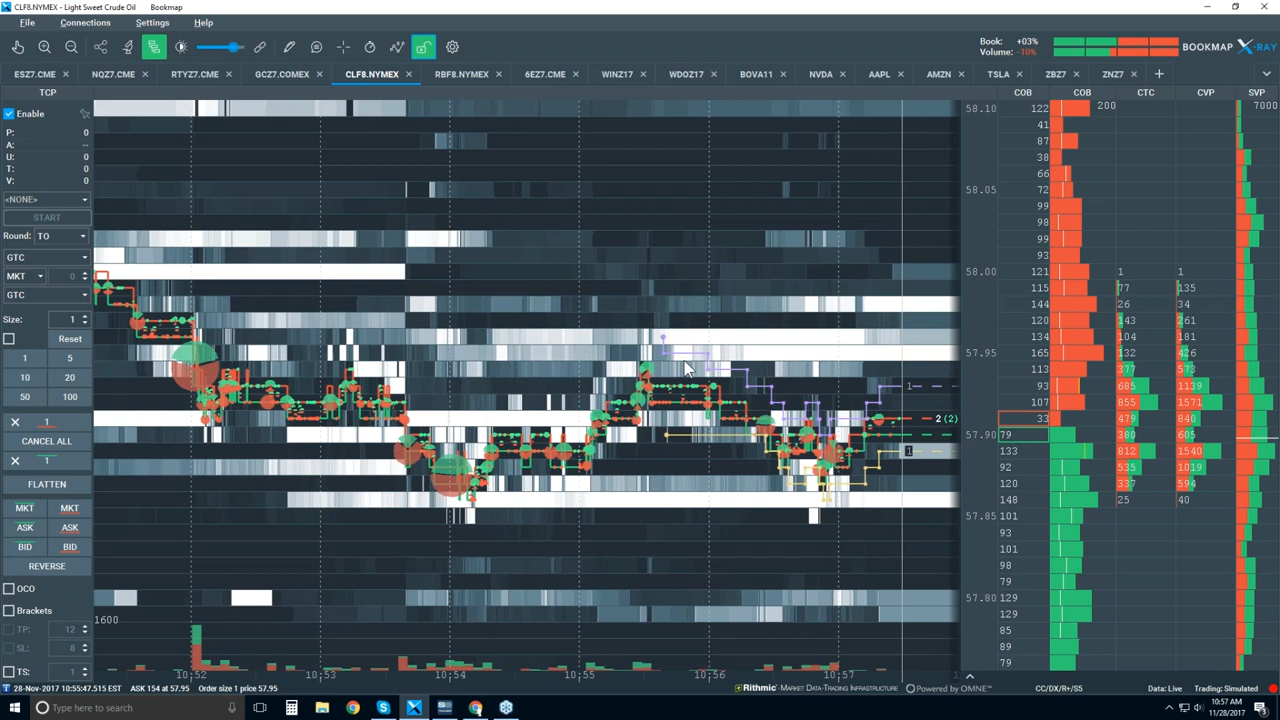 CLF8.NYMEX - Light Sweet Crude Oil Bookmap
File Connections Settings Help
Book: +03%
Volume: -10%
BOOKMAP X-RAY
ESZ7.CME NQZ7.CME RTYZ7.CME GCZ7.COMEX CLF8.NYMEX RBF8.NYMEX 6EZ7.CME WINZ17 WDOZ17 BOVA11 NVDA AAPL AMZN TSLA ZBZ7 ZNZ7
TCP COB COB CTC CVP SVP
Enable
P: 0
A: --
U: 0
T: 0
V: 0
<NONE>
START
Round: TO
GTC
MKT 0
GTC
Size: 1
Reset
1 5
10 20
50 100
1
CANCEL ALL
1
FLATTEN
MKT MKT
ASK ASK
BID BID
REVERSE
OCO
Brackets
TP: 12
SL: 8
TS: 1
1600
10:52 10:53 10:54 10:55 10:56 10:57
1
2 (2)
1
200 7000
58.10 122
41
87
38
66
58.05 72
99
98
99
93
58.00 121 1 1
115 77 135
144 26 34
120 143 261
134 104 181
57.95 165 132 426
113 377 573
93 685 1139
107 855 1571
33 479 840
57.90 79 380 605
133 812 1540
92 535 1019
120 337 594
148 25 40
57.85 101
93
101
98
79
57.80 129
129
85
89
79
28-Nov-2017 10:55:47.515 EST ASK 154 at 57.95 Order size 1 price 57.95
Rithmic - MARKET DATA-TRADING INFRASTRUCTURE Powered by OMNE™
CC/DX/R+/S5 Data: Live Trading: Simulated
Type here to search
10:57 AM
11/28/2017
3